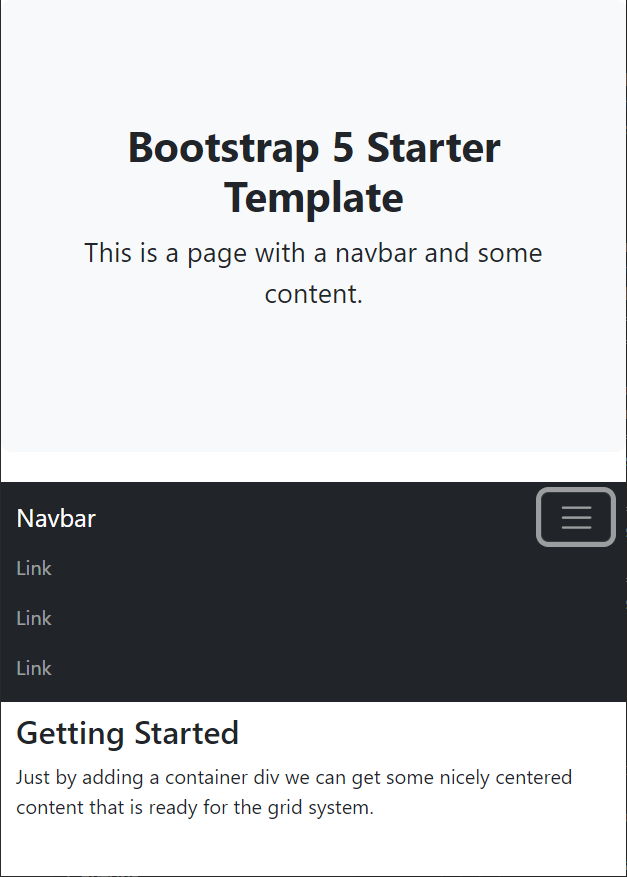 Bootstrap 5 Starter
Template
This is a page with a navbar and some
content.
Navbar
Link
Link
Link
Getting Started
Just by adding a container div we can get some nicely centered
content that is ready for the grid system.